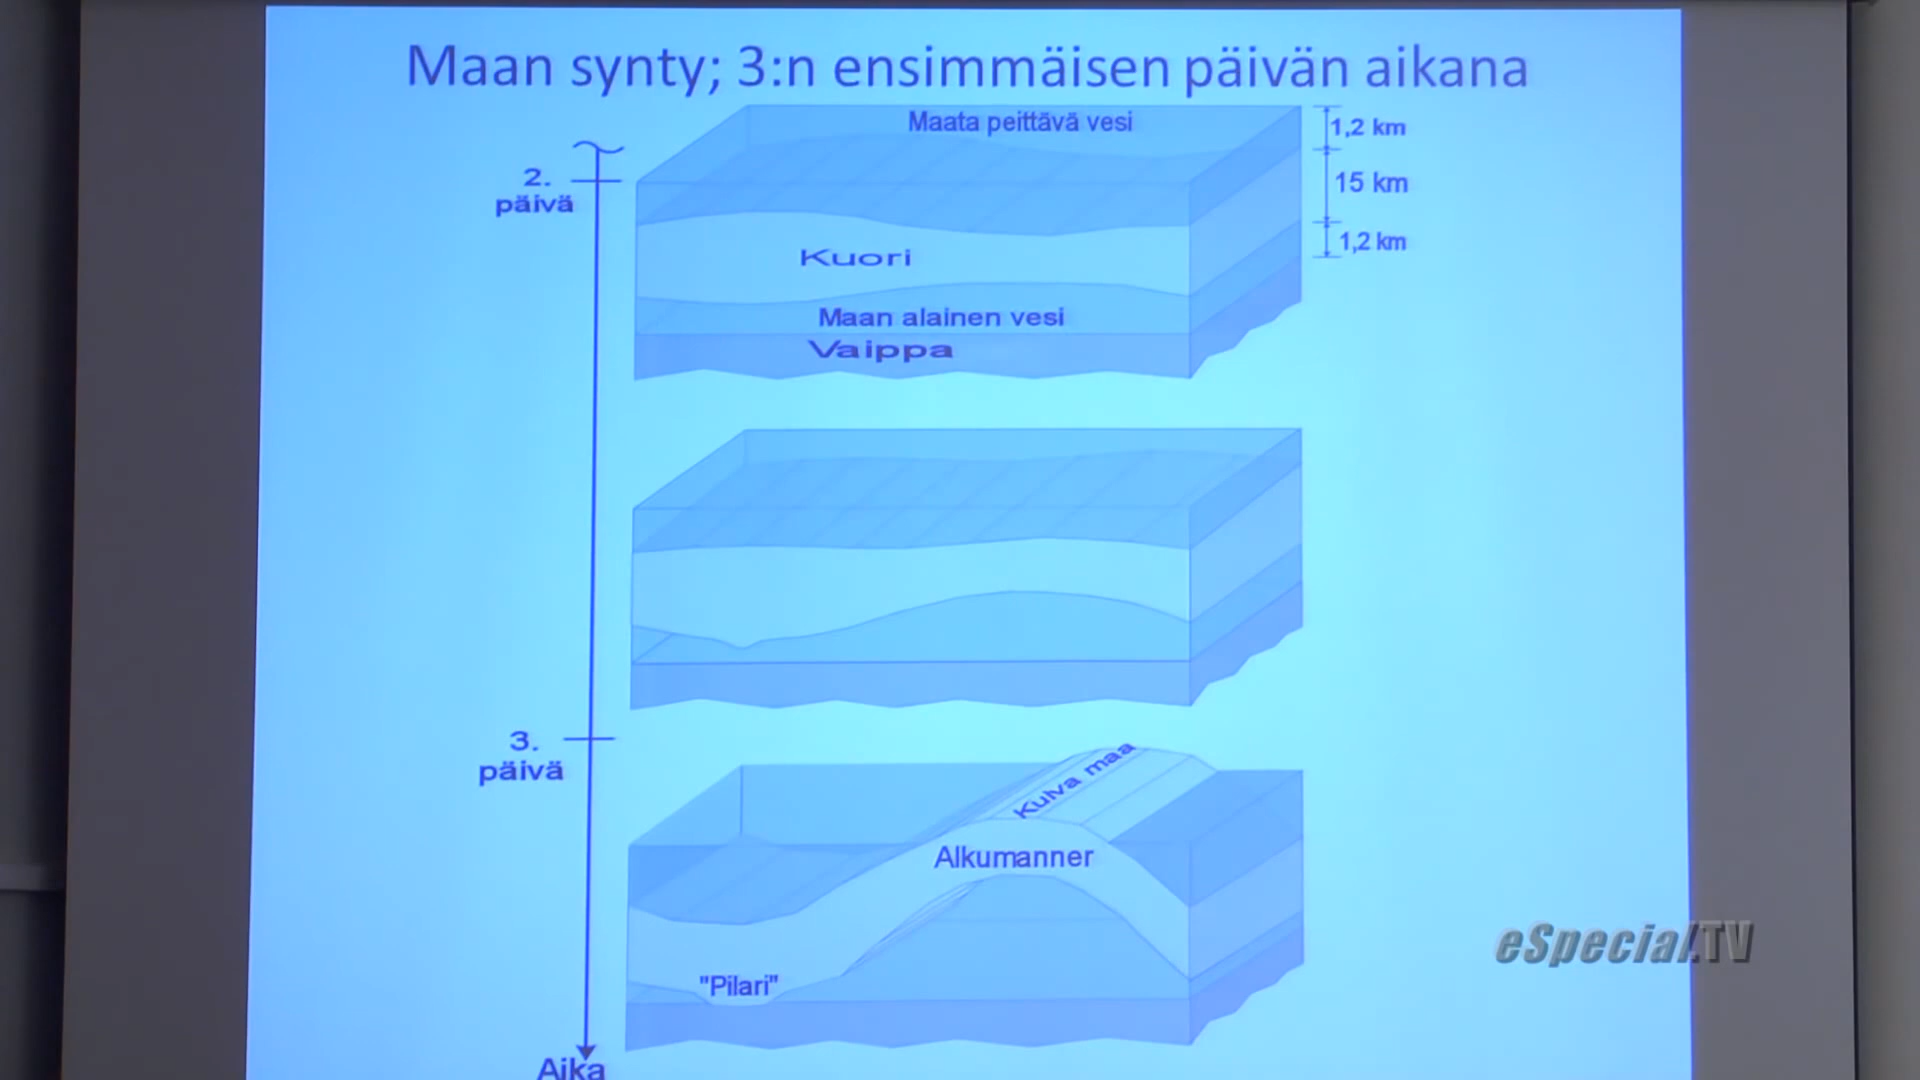 Maan synty; 3:n ensimmäisen päivän aikana
Maata peittävä vesi
1,2 km
2.
päivä
15 km
1,2 km
Kuori
Maan alainen vesi
Vaippa
3.
päivä
Kuiva maa
Alkumanner
eSpecial.TV
"Pilari"
Aika